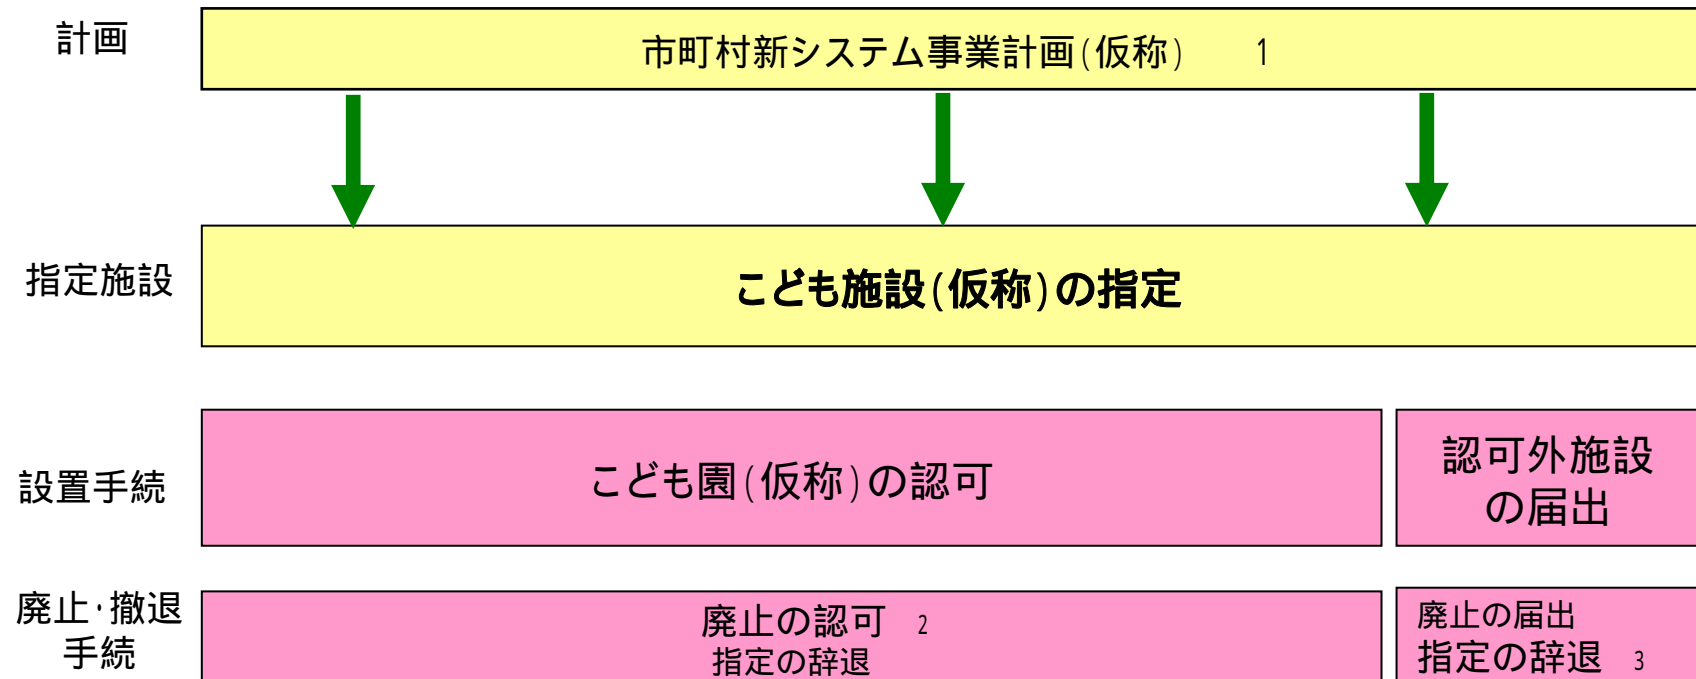 計画
市町村新システム事業計画(仮称) 1
指定施設
こども施設(仮称)の指定
設置手続
こども園(仮称)の認可
認可外施設
の届出
廃止・撤退
手続
廃止の認可 2
指定の辞退
廃止の届出
指定の辞退 3